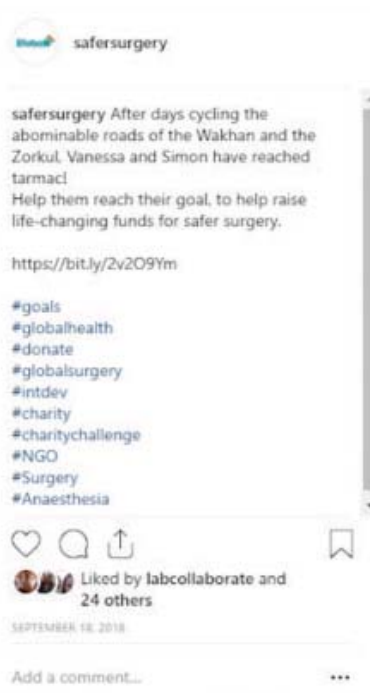 Lifebox
safersurgery
safersurgery After days cycling the
abominable roads of the Wakhan and the
Zorkul, Vanessa and Simon have reached
tarmac!
Help them reach their goal, to help raise
life-changing funds for safer surgery.
https://bit.ly/2v2O9Ym
#goals
#globalhealth
#donate
#globalsurgery
#intdev
#charity
#charitychallenge
#NGO
#Surgery
#Anaesthesia
Liked by labcollaborate and
24 others
SEPTEMBER 18, 2018
Add a comment...